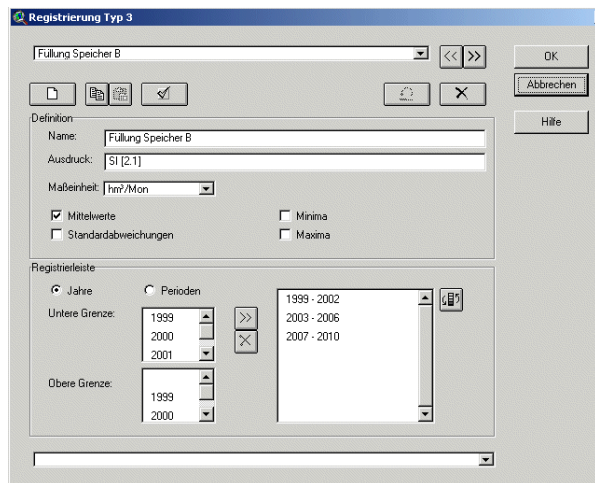 Registrierung Typ 3
Füllung Speicher B
<< >>
OK
Abbrechen
Hilfe
Definition
Name: Füllung Speicher B
Ausdruck: SI [2.1]
Maßeinheit: hm³/Mon
Mittelwerte
Minima
Standardabweichungen
Maxima
Registrierleiste
Jahre
Perioden
Untere Grenze:
1999
2000
2001
>>
Obere Grenze:
1999
2000
1999 - 2002
2003 - 2006
2007 - 2010